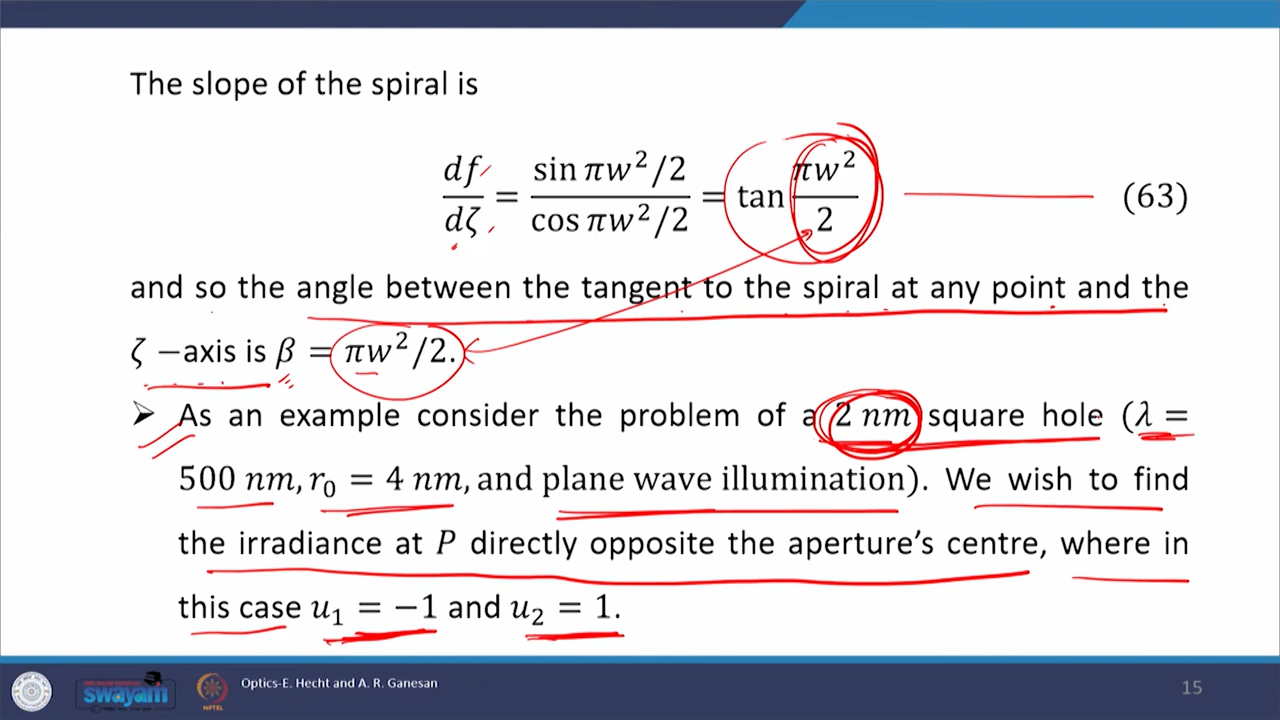 The slope of the spiral is
df/dζ = sin πw²/2 / cos πw²/2 = tan πw²/2 (63)
and so the angle between the tangent to the spiral at any point and the
ζ −axis is β = πw²/2.
➤ As an example consider the problem of a 2 nm square hole (λ =
500 nm, r₀ = 4 nm, and plane wave illumination). We wish to find
the irradiance at P directly opposite the aperture's centre, where in
this case u₁ = −1 and u₂ = 1.
swayam
NPTEL
Optics-E. Hecht and A. R. Ganesan
15